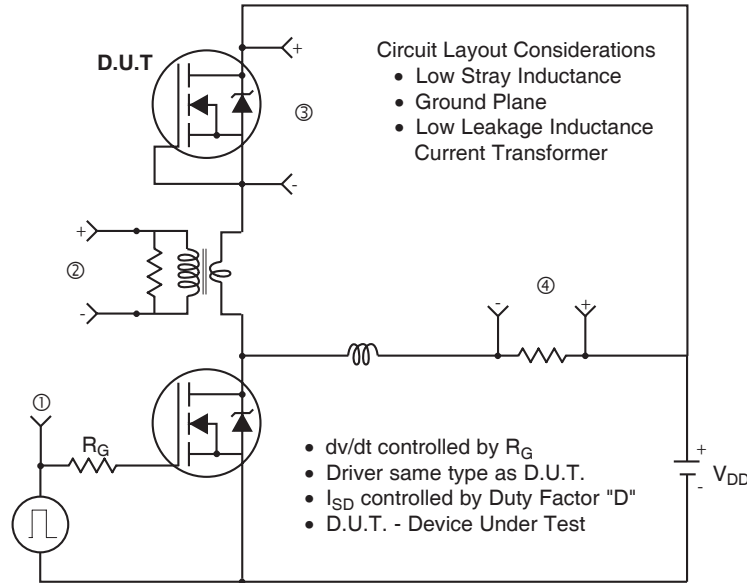 D.U.T
+
③
-
Circuit Layout Considerations
• Low Stray Inductance
• Ground Plane
• Low Leakage Inductance
Current Transformer
+
②
-
④
-
+
①
R_G
• dv/dt controlled by R_G
• Driver same type as D.U.T.
• I_SD controlled by Duty Factor "D"
• D.U.T. - Device Under Test
+
-
V_DD